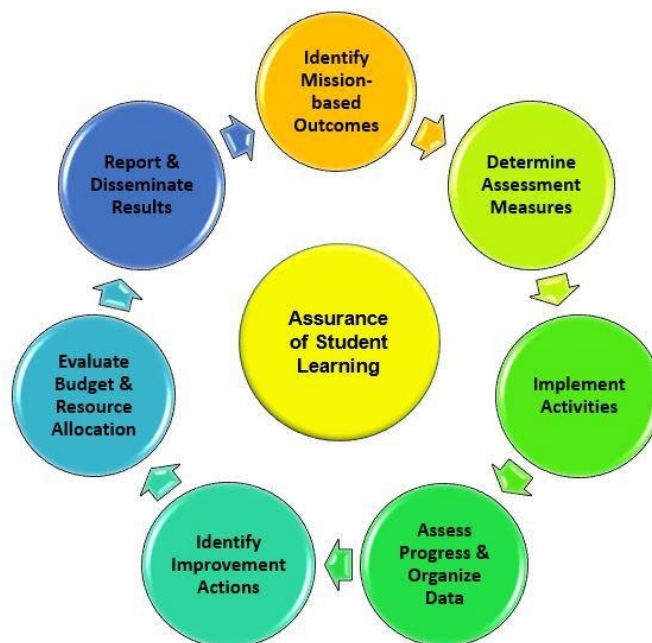 Identify
Mission-
based
Outcomes
Determine
Assessment
Measures
Implement
Activities
Assess
Progress &
Organize
Data
Identify
Improvement
Actions
Evaluate
Budget &
Resource
Allocation
Report &
Disseminate
Results
Assurance
of Student
Learning